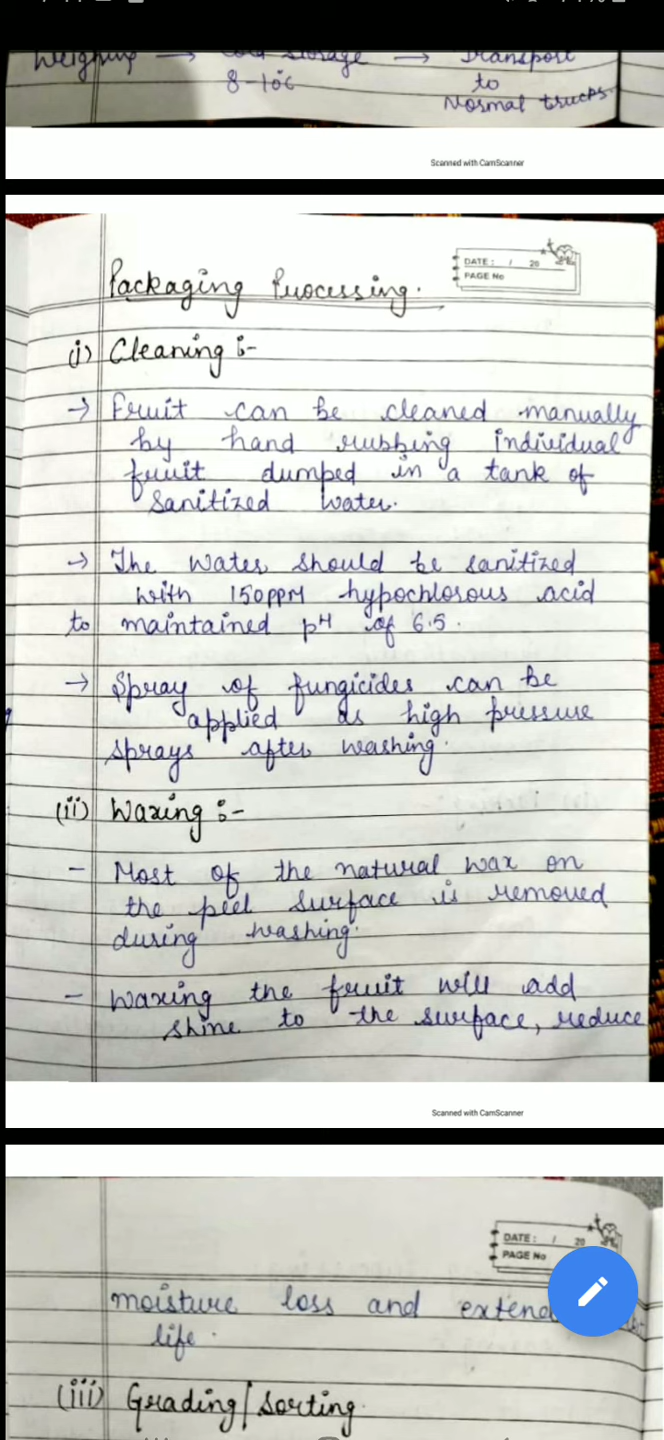 Weighing → Cold Storage → Transport
8-10°C to
Normal trucks.
Scanned with CamScanner
DATE: / 20
PAGE No
Packaging Processing.
(i) Cleaning :-
→ Fruit can be cleaned manually
by hand rubbing individual
fruit dumped in a tank of
Sanitized water.
→ The water should be sanitized
with 150ppm hypochlorous acid
to maintained pH of 6.5.
→ Spray of fungicides can be
applied as high pressure
sprays after washing.
(ii) Waxing :-
- Most of the natural wax on
the peel surface is removed
during washing.
- Waxing the fruit will add
shine to the surface, reduce
Scanned with CamScanner
DATE: / 20
PAGE No
moisture loss and extend
life.
(iii) Grading/Sorting.